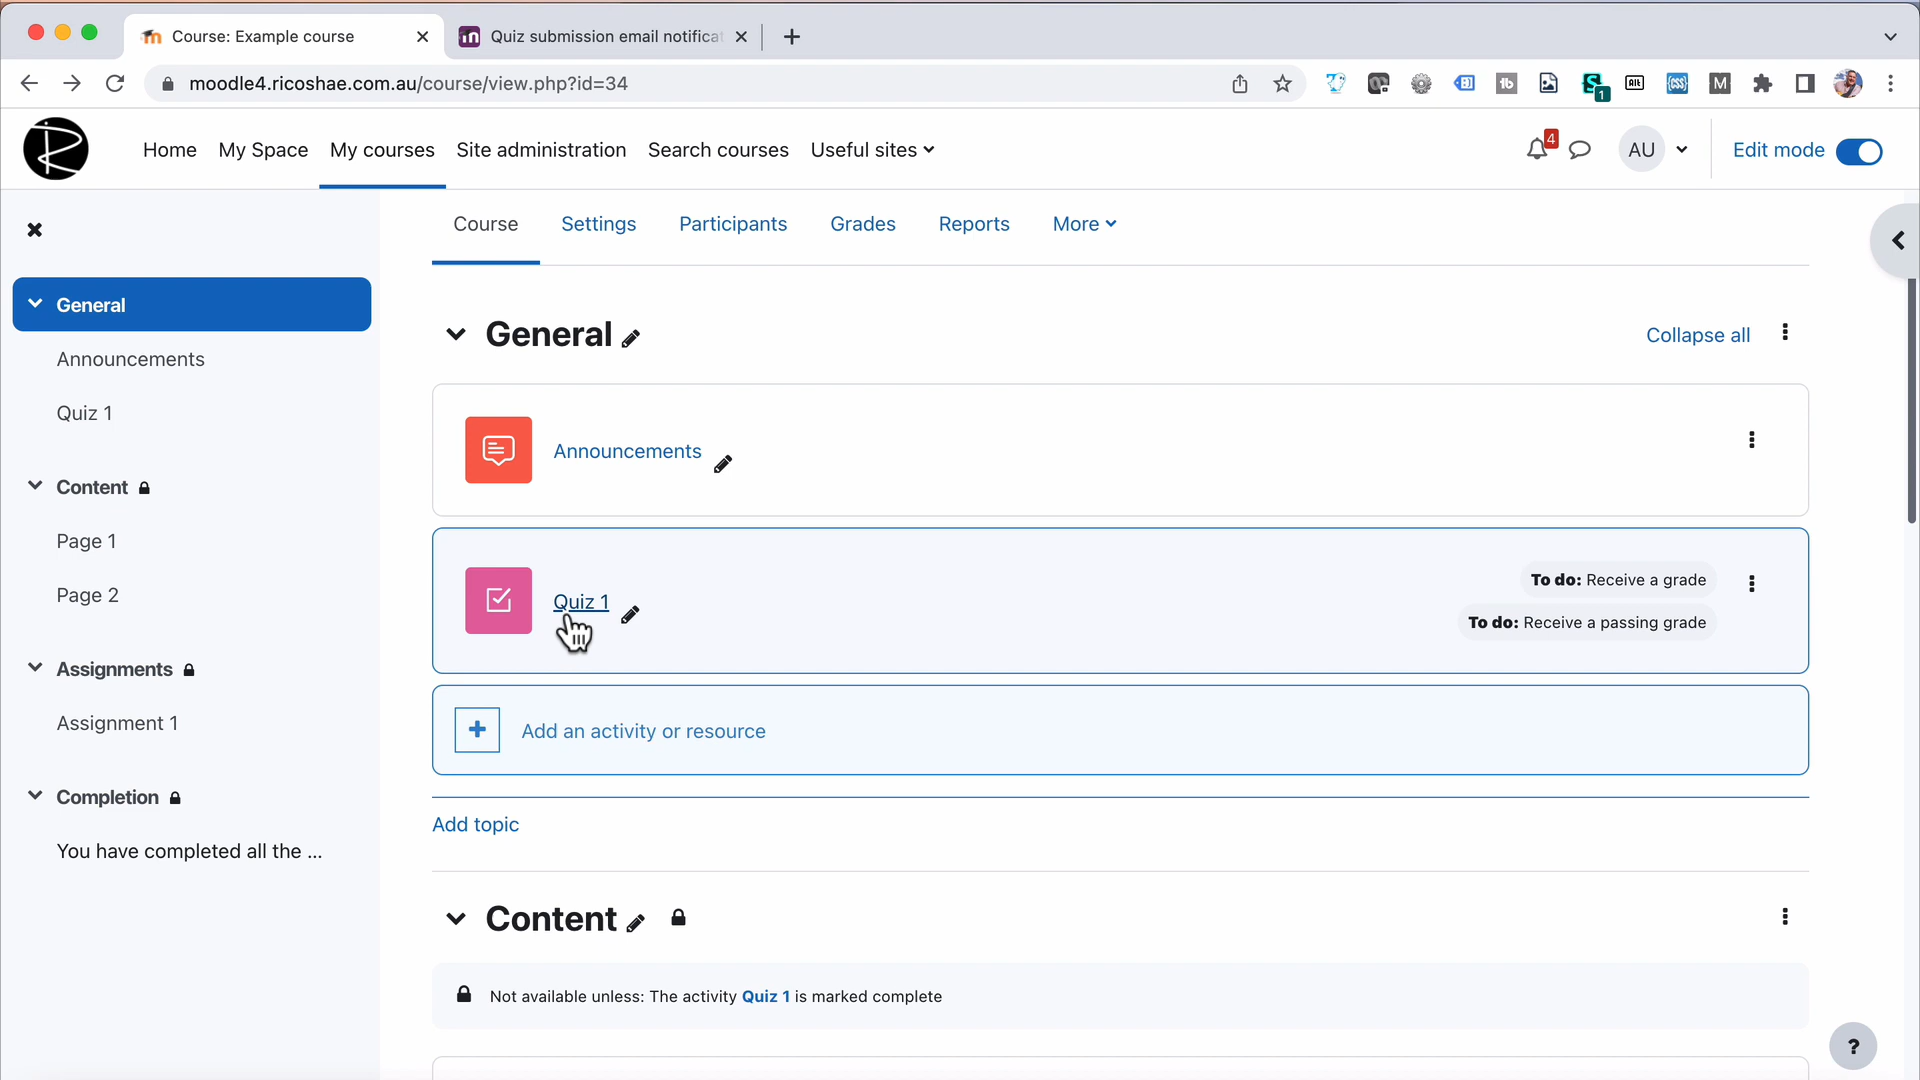 Course: Example course
Quiz submission email notificat
moodle4.ricoshae.com.au/course/view.php?id=34
1
Home
My Space
My courses
Site administration
Search courses
Useful sites
4
AU
Edit mode
Course
Settings
Participants
Grades
Reports
More
General
Announcements
Quiz 1
Content
Page 1
Page 2
Assignments
Assignment 1
Completion
You have completed all the ...
General
Collapse all
Announcements
Quiz 1
To do: Receive a grade
To do: Receive a passing grade
Add an activity or resource
Add topic
Content
Not available unless: The activity Quiz 1 is marked complete
?